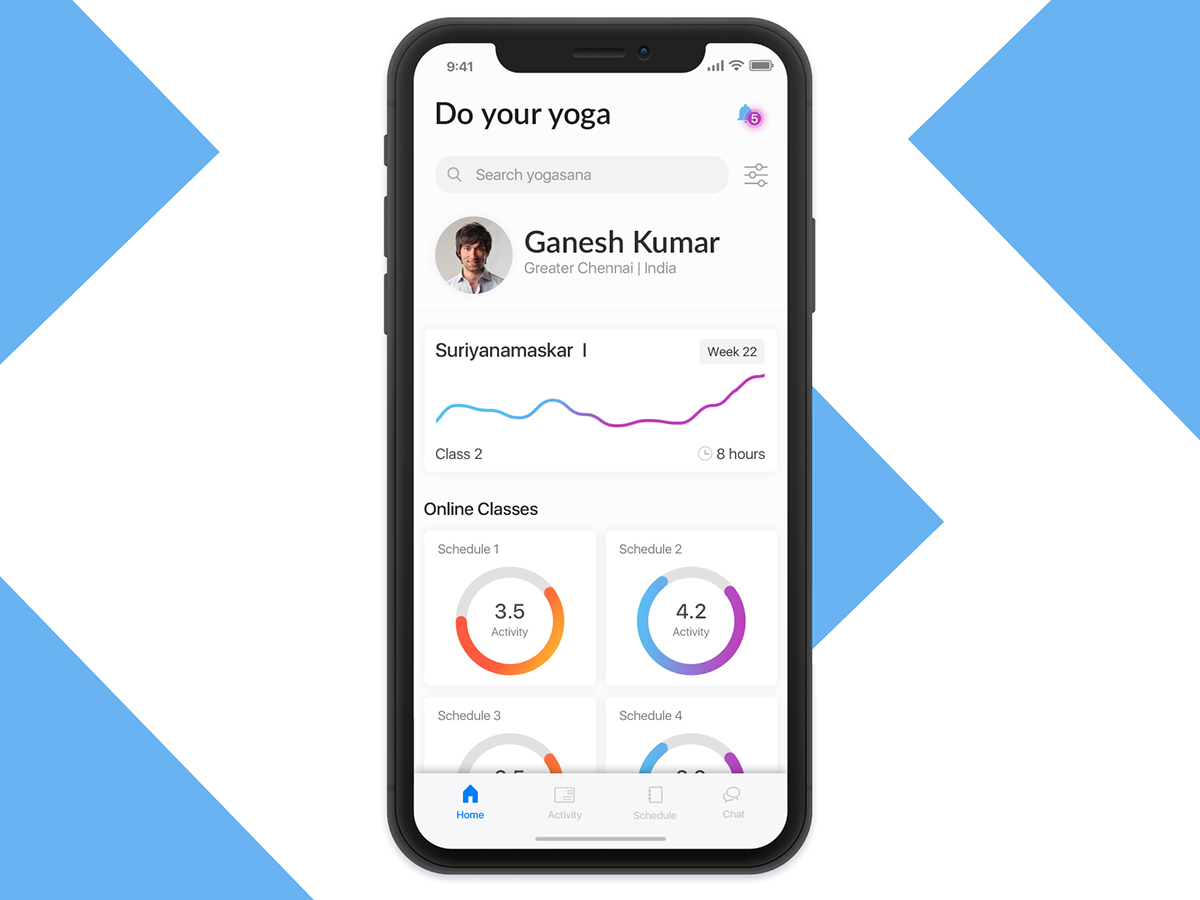 9:41
Do your yoga
5
Search yogasana
Ganesh Kumar
Greater Chennai | India
Suriyanamaskar I
Week 22
Class 2
8 hours
Online Classes
Schedule 1
Schedule 2
3.5
Activity
4.2
Activity
Schedule 3
Schedule 4
Home
Activity
Schedule
Chat